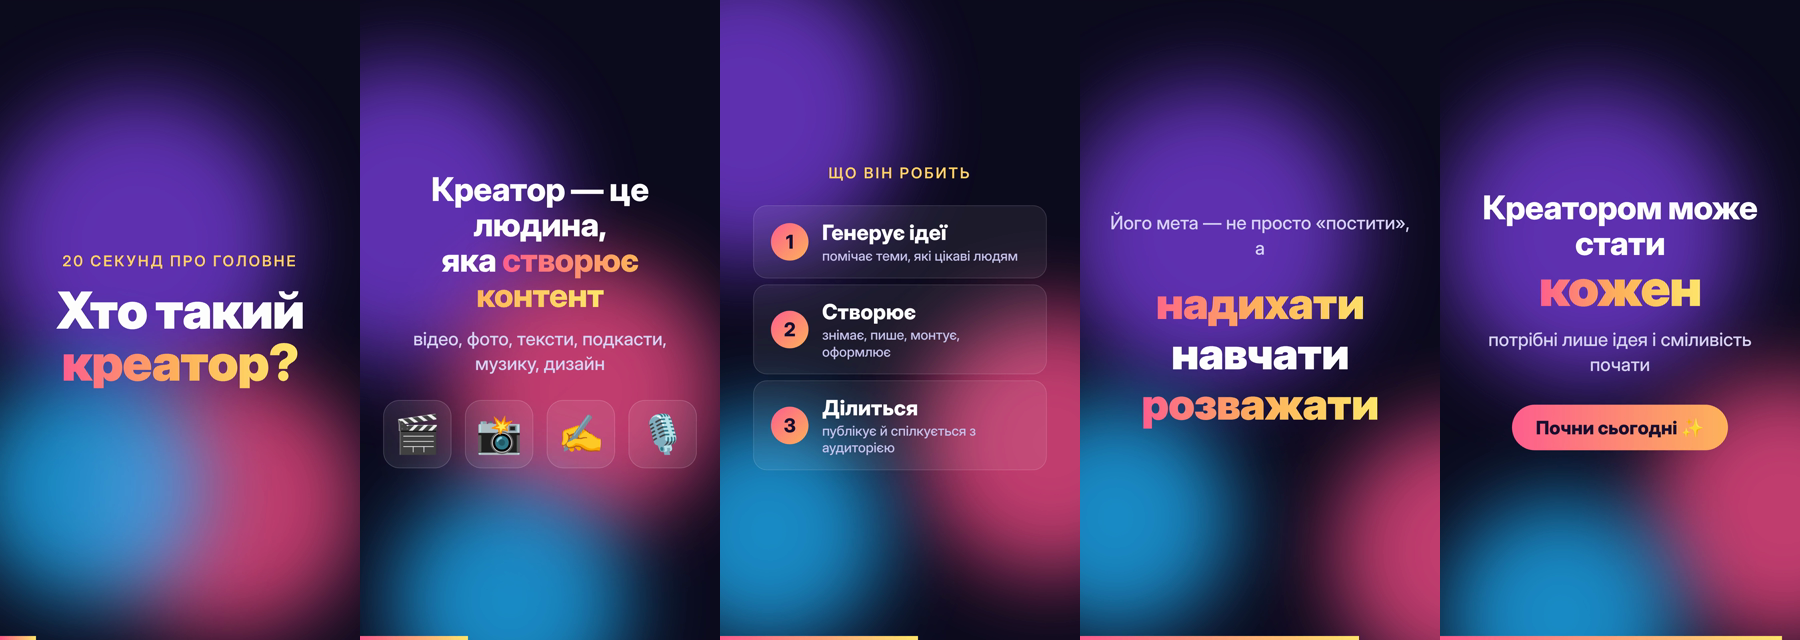 20 СЕКУНД ПРО ГОЛОВНЕ
Хто такий
креатор?
Креатор — це
людина,
яка створює
контент
відео, фото, тексти, подкасти,
музику, дизайн
ЩО ВІН РОБИТЬ
1
Генерує ідеї
помічає теми, які цікаві людям
2
Створює
знімає, пише, монтує,
оформлює
3
Ділиться
публікує й спілкується з
аудиторією
Його мета — не просто «постити»,
а
надихати
навчати
розважати
Креатором може
стати
кожен
потрібні лише ідея і сміливість
почати
Почни сьогодні ✨